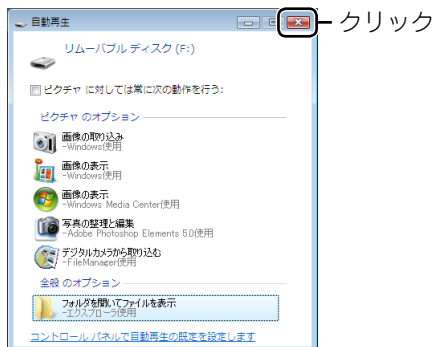 自動再生
クリック
リムーバブル ディスク (F:)
ピクチャ に対しては常に次の動作を行う:
ピクチャ のオプション
画像の取り込み
-Windows使用
画像の表示
-Windows使用
画像の表示
-Windows Media Center使用
写真の整理と編集
-Adobe Photoshop Elements 5.0使用
デジタルカメラから取り込む
-FileManager使用
全般 のオプション
フォルダを開いてファイルを表示
-エクスプローラ使用
コントロール パネルで自動再生の既定を設定します